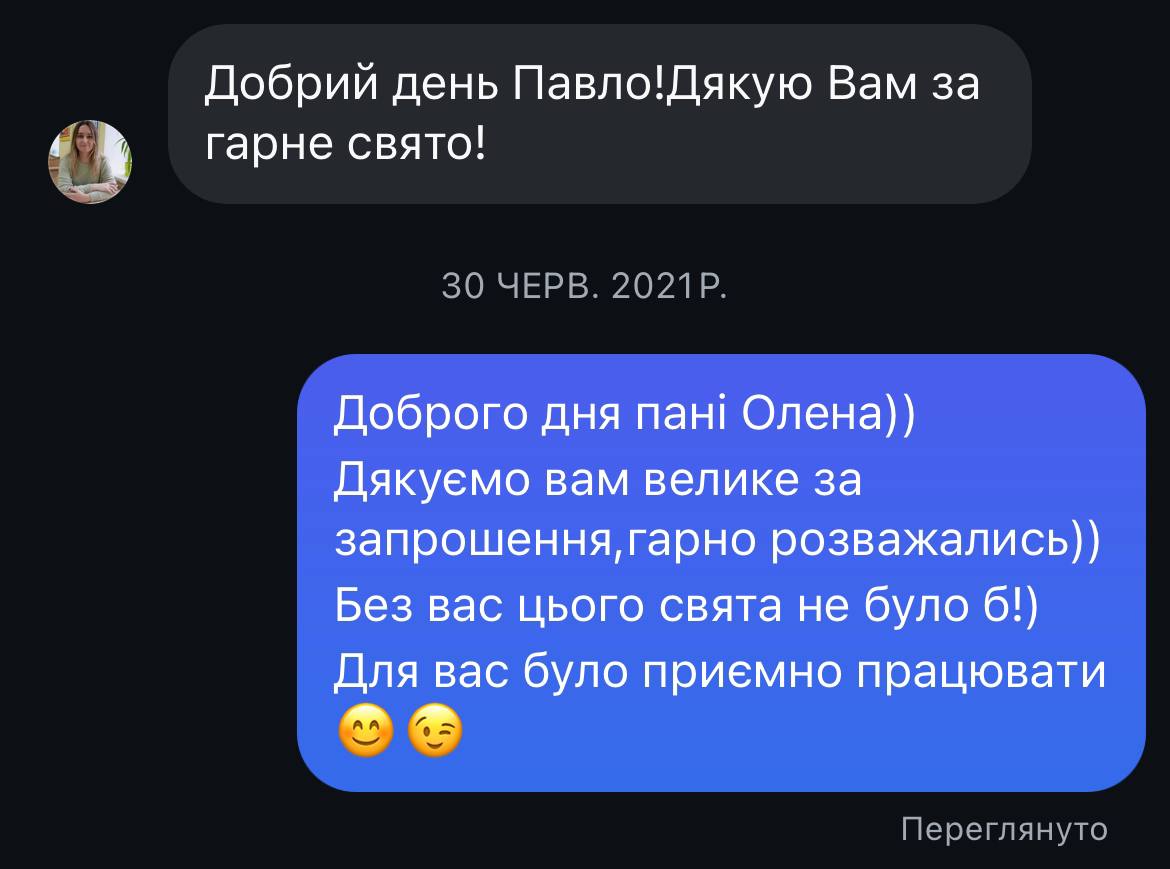 Добрий день Павло!Дякую Вам за
гарне свято!
30 ЧЕРВ. 2021 Р.
Доброго дня пані Олена))
Дякуємо вам велике за
запрошення,гарно розважались))
Без вас цього свята не було б!)
Для вас було приємно працювати
😊😉
Переглянуто